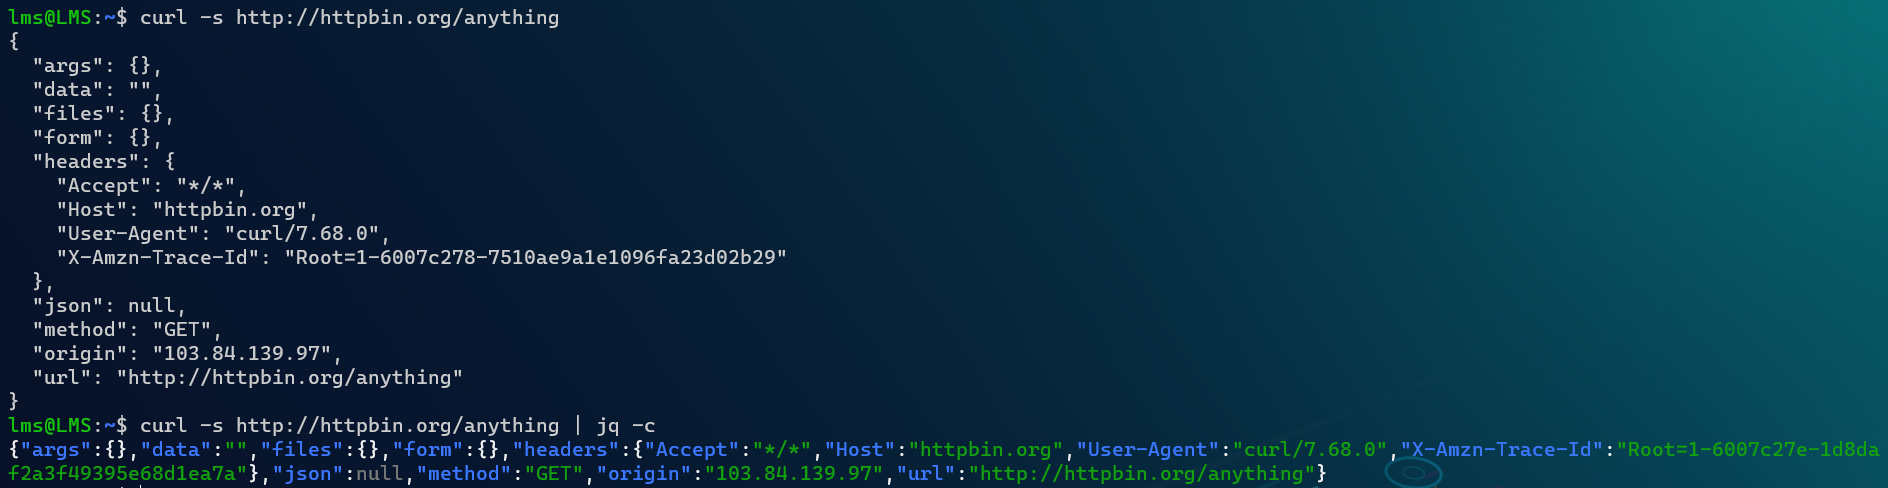 lms@LMS:~$ curl -s http://httpbin.org/anything
{
  "args": {},
  "data": "",
  "files": {},
  "form": {},
  "headers": {
    "Accept": "*/*",
    "Host": "httpbin.org",
    "User-Agent": "curl/7.68.0",
    "X-Amzn-Trace-Id": "Root=1-6007c278-7510ae9a1e1096fa23d02b29"
  },
  "json": null,
  "method": "GET",
  "origin": "103.84.139.97",
  "url": "http://httpbin.org/anything"
}
lms@LMS:~$ curl -s http://httpbin.org/anything | jq -c
{"args":{},"data":"","files":{},"form":{},"headers":{"Accept":"*/*","Host":"httpbin.org","User-Agent":"curl/7.68.0","X-Amzn-Trace-Id":"Root=1-6007c27e-1d8da
f2a3f49395e68d1ea7a"},"json":null,"method":"GET","origin":"103.84.139.97","url":"http://httpbin.org/anything"}